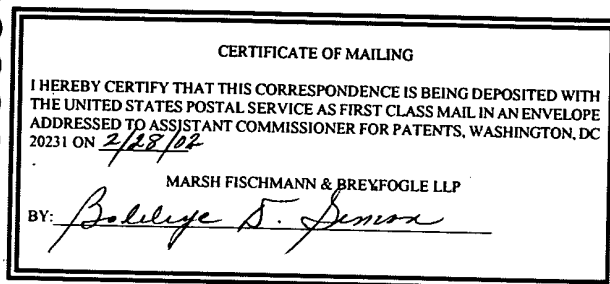 CERTIFICATE OF MAILING
I HEREBY CERTIFY THAT THIS CORRESPONDENCE IS BEING DEPOSITED WITH
THE UNITED STATES POSTAL SERVICE AS FIRST CLASS MAIL IN AN ENVELOPE
ADDRESSED TO ASSISTANT COMMISSIONER FOR PATENTS, WASHINGTON, DC
20231 ON 2/28/02
MARSH FISCHMANN & BREYFOGLE LLP
BY: D. Simon